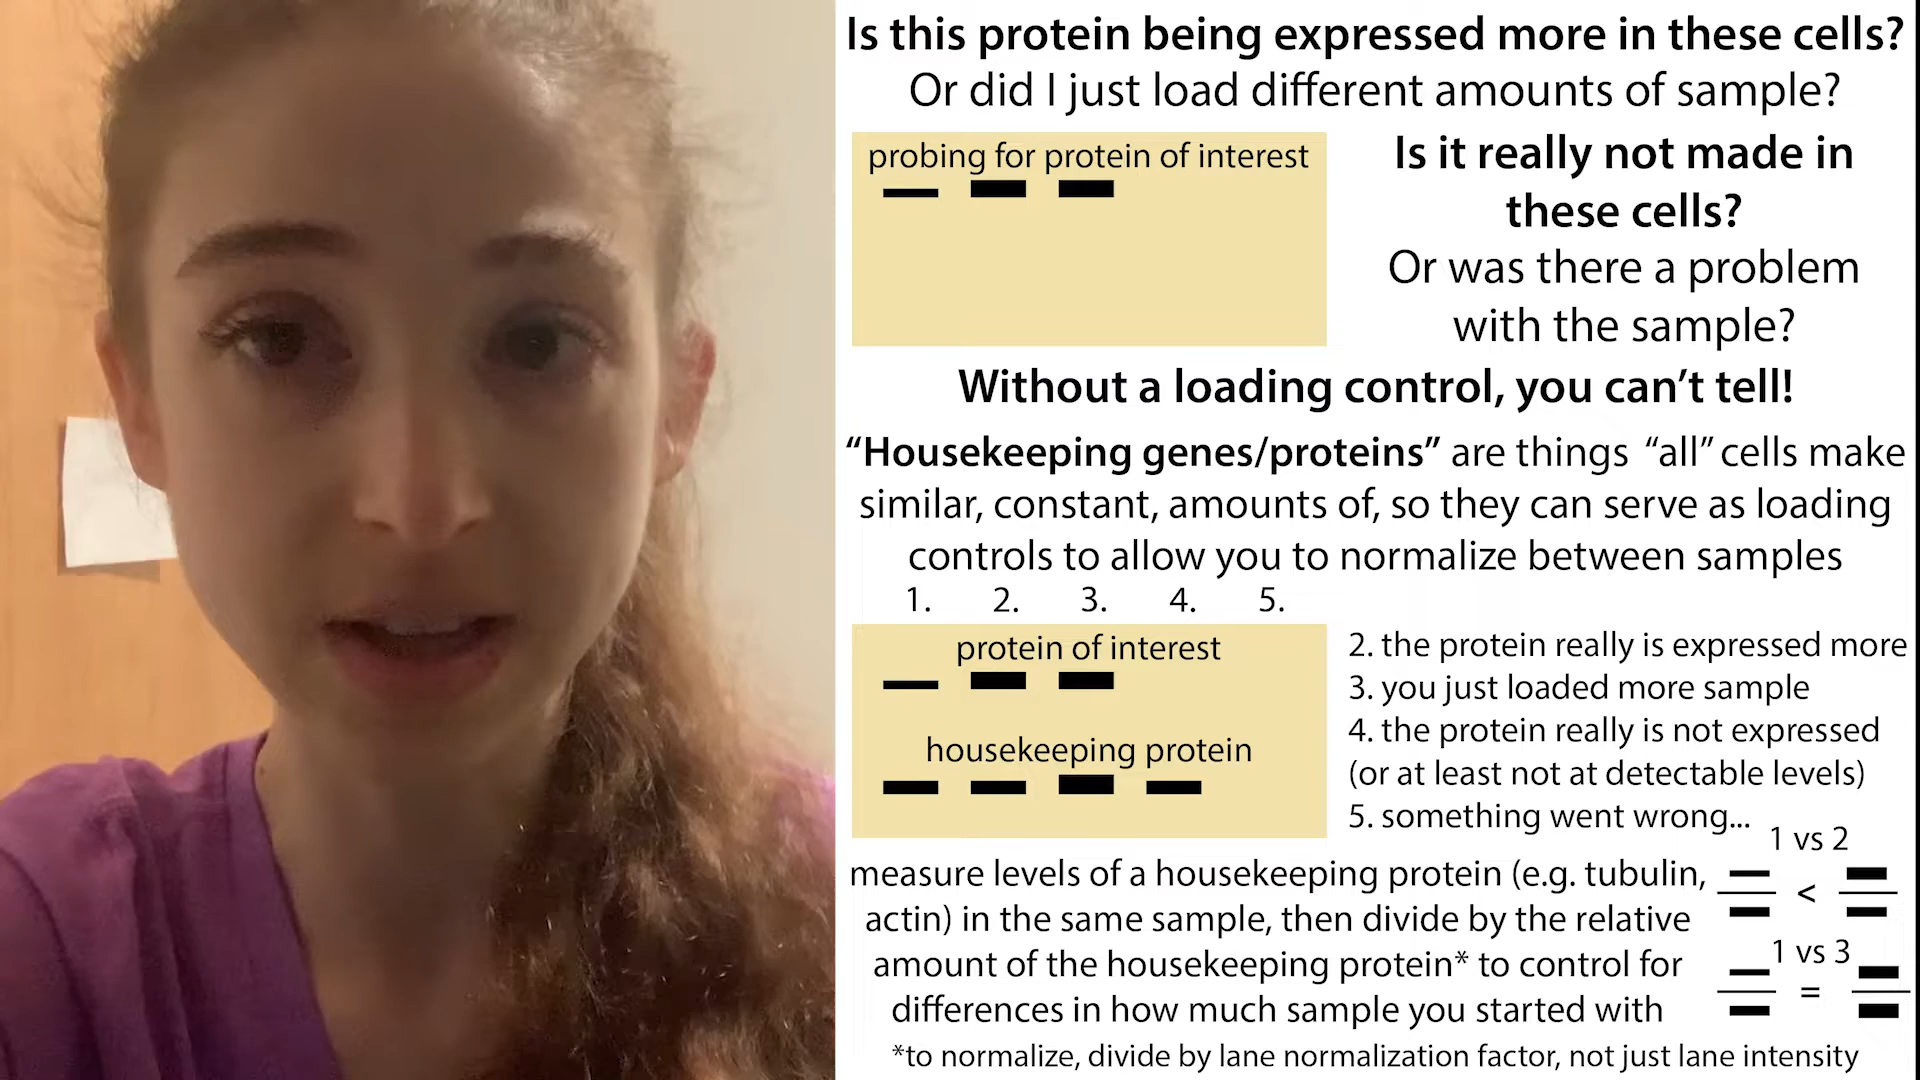 Is this protein being expressed more in these cells?
Or did I just load different amounts of sample?
probing for protein of interest
Is it really not made in
these cells?
Or was there a problem
with the sample?
Without a loading control, you can’t tell!
“Housekeeping genes/proteins” are things “all” cells make
similar, constant, amounts of, so they can serve as loading
controls to allow you to normalize between samples
1. 2. 3. 4. 5.
protein of interest
housekeeping protein
2. the protein really is expressed more
3. you just loaded more sample
4. the protein really is not expressed
(or at least not at detectable levels)
5. something went wrong...
measure levels of a housekeeping protein (e.g. tubulin,
actin) in the same sample, then divide by the relative
amount of the housekeeping protein* to control for
differences in how much sample you started with
1 vs 2
<
1 vs 3
=
*to normalize, divide by lane normalization factor, not just lane intensity